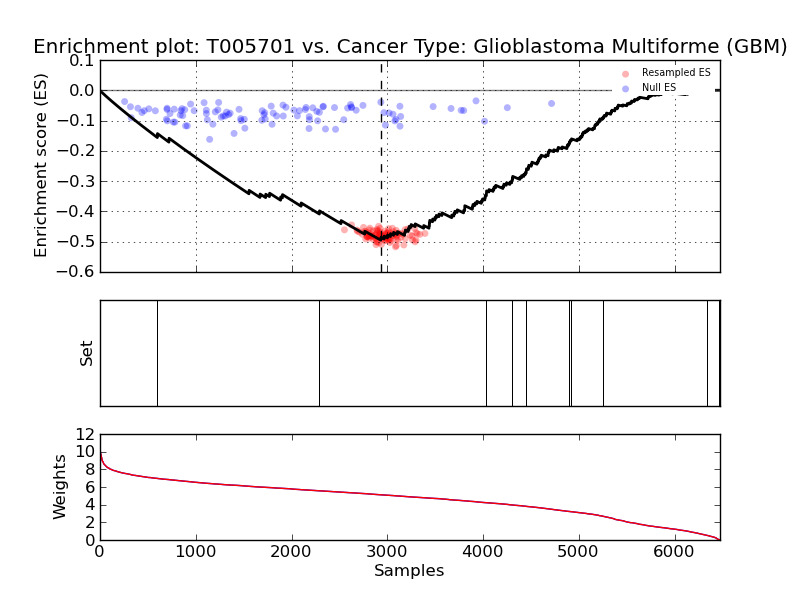 Enrichment plot: T005701 vs. Cancer Type: Glioblastoma Multiforme (GBM)
Enrichment score (ES)
0.1
0.0
−0.1
−0.2
−0.3
−0.4
−0.5
−0.6
Resampled ES
Null ES
Set
Weights
12
10
8
6
4
2
0
0 1000 2000 3000 4000 5000 6000
Samples